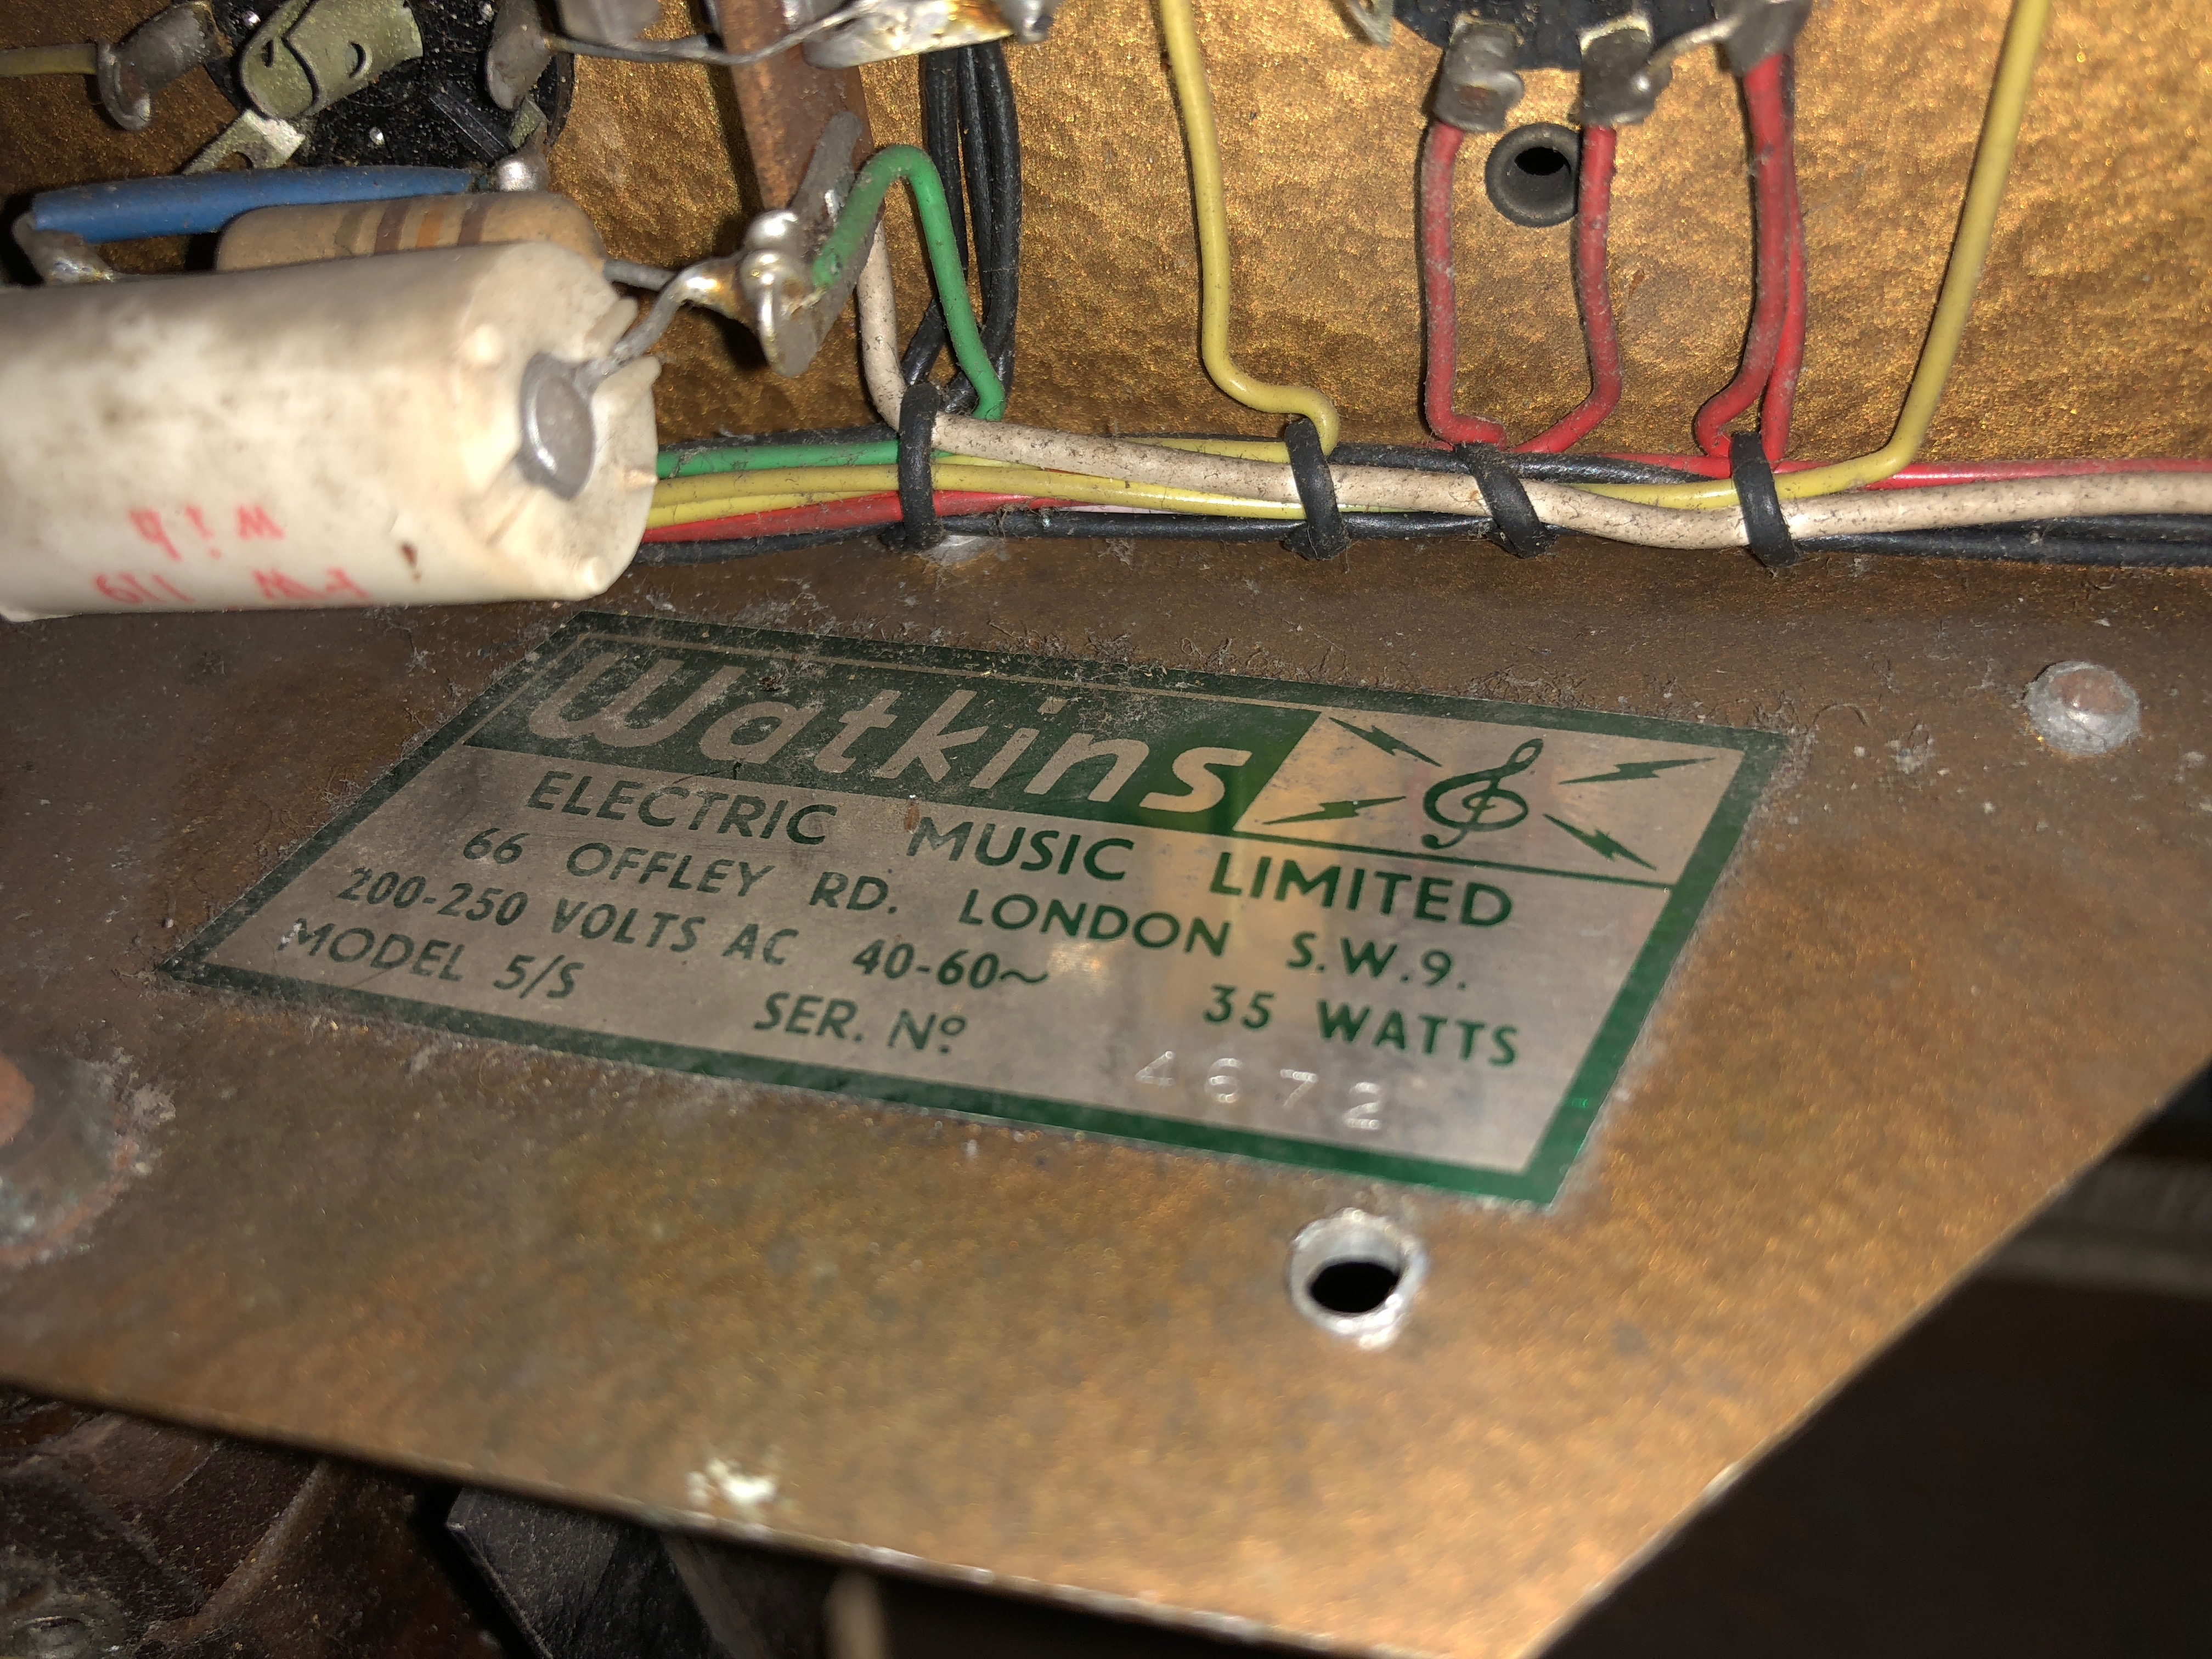 Watkins
ELECTRIC MUSIC LIMITED
66 OFFLEY RD. LONDON S.W.9.
200-250 VOLTS AC 40-60~ 35 WATTS
MODEL 5/S SER. Nº 4672